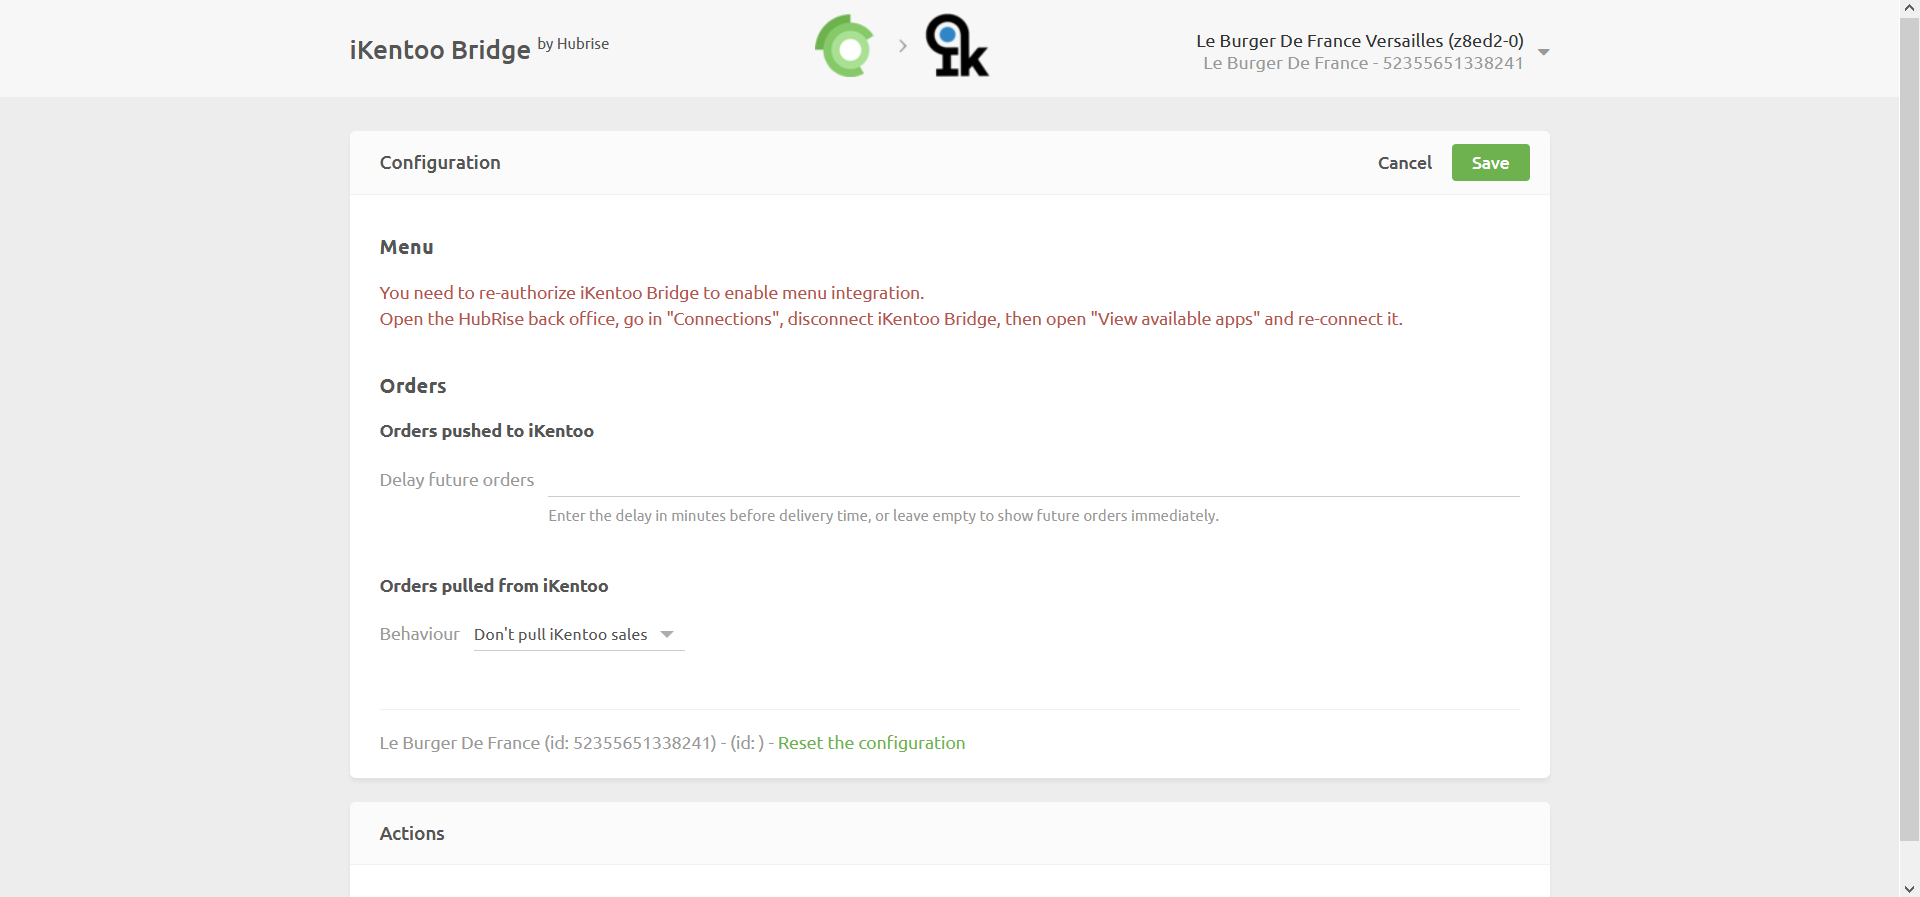 iKentoo Bridge by Hubrise
ik
Le Burger De France Versailles (z8ed2-0)
Le Burger De France - 52355651338241
Configuration
Cancel
Save
Menu
You need to re-authorize iKentoo Bridge to enable menu integration.
Open the HubRise back office, go in "Connections", disconnect iKentoo Bridge, then open "View available apps" and re-connect it.
Orders
Orders pushed to iKentoo
Delay future orders
Enter the delay in minutes before delivery time, or leave empty to show future orders immediately.
Orders pulled from iKentoo
Behaviour Don't pull iKentoo sales
Le Burger De France (id: 52355651338241) - (id: ) - Reset the configuration
Actions